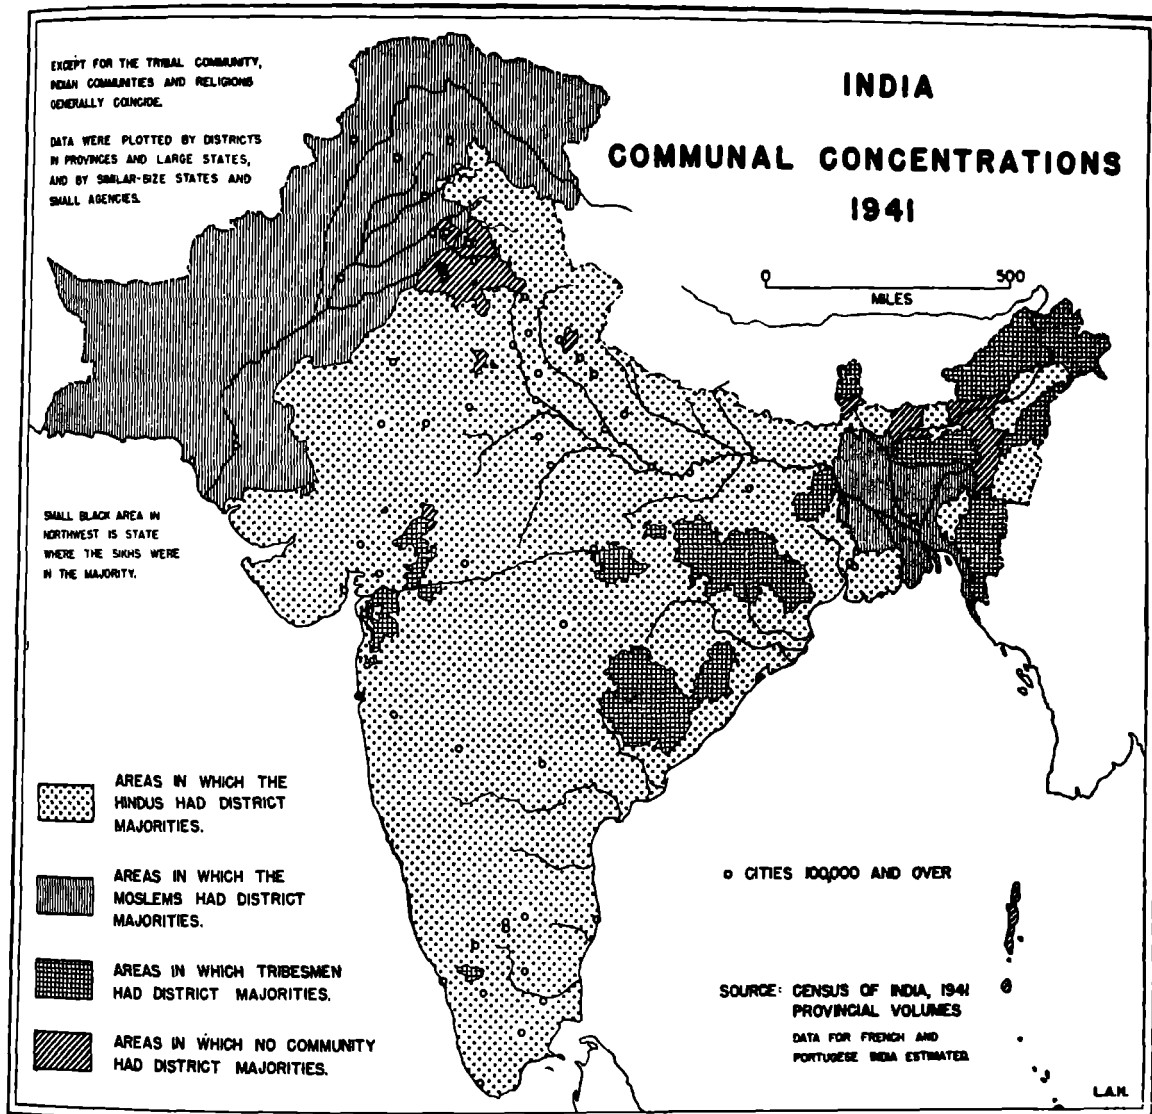 EXCEPT FOR THE TRIBAL COMMUNITY,
INDIAN COMMUNITIES AND RELIGIONS
GENERALLY COINCIDE.
DATA WERE PLOTTED BY DISTRICTS
IN PROVINCES AND LARGE STATES,
AND BY SIMILAR-SIZE STATES AND
SMALL AGENCIES.
INDIA
COMMUNAL CONCENTRATIONS
1941
0 500
MILES
SMALL BLACK AREA IN
NORTHWEST IS STATE
WHERE THE SIKHS WERE
IN THE MAJORITY.
AREAS IN WHICH THE
HINDUS HAD DISTRICT
MAJORITIES.
AREAS IN WHICH THE
MOSLEMS HAD DISTRICT
MAJORITIES.
AREAS IN WHICH TRIBESMEN
HAD DISTRICT MAJORITIES.
AREAS IN WHICH NO COMMUNITY
HAD DISTRICT MAJORITIES.
CITIES 100,000 AND OVER
SOURCE: CENSUS OF INDIA, 1941
PROVINCIAL VOLUMES
DATA FOR FRENCH AND
PORTUGESE INDIA ESTIMATED.
L.A.H.